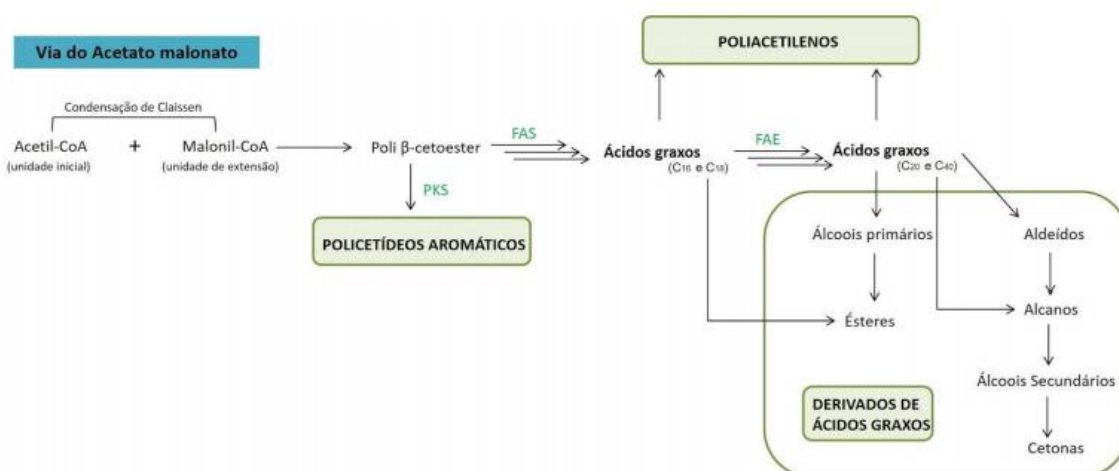 POLIACETILENOS
Via do Acetato malonato
Condensação de Claissen
Acetil-CoA + Malonil-CoA
(unidade inicial) (unidade de extensão)
Poli β-cetoester
FAS
Ácidos graxos
(C16 e C18)
FAE
Ácidos graxos
(C20 e C40)
PKS
POLICETÍDEOS AROMÁTICOS
Álcoois primários
Aldeídos
Ésteres
Alcanos
Álcoois Secundários
DERIVADOS DE
ÁCIDOS GRAXOS
Cetonas